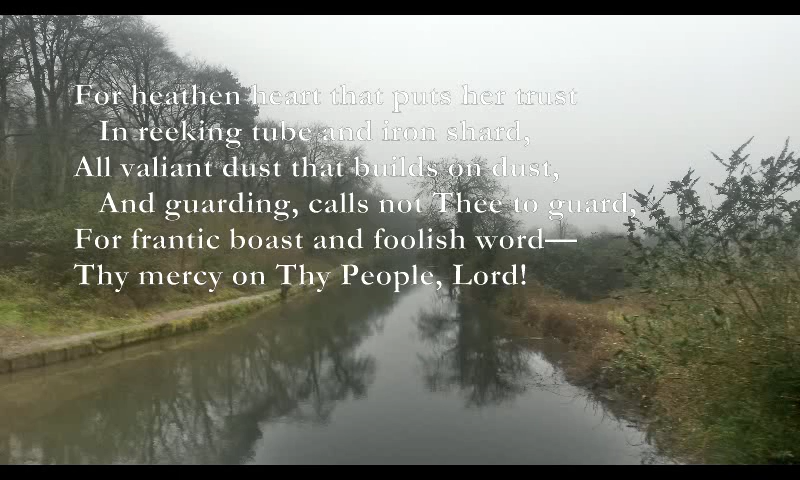 For heathen heart that puts her trust
In reeking tube and iron shard,
All valiant dust that builds on dust,
And guarding, calls not Thee to guard,
For frantic boast and foolish word—
Thy mercy on Thy People, Lord!